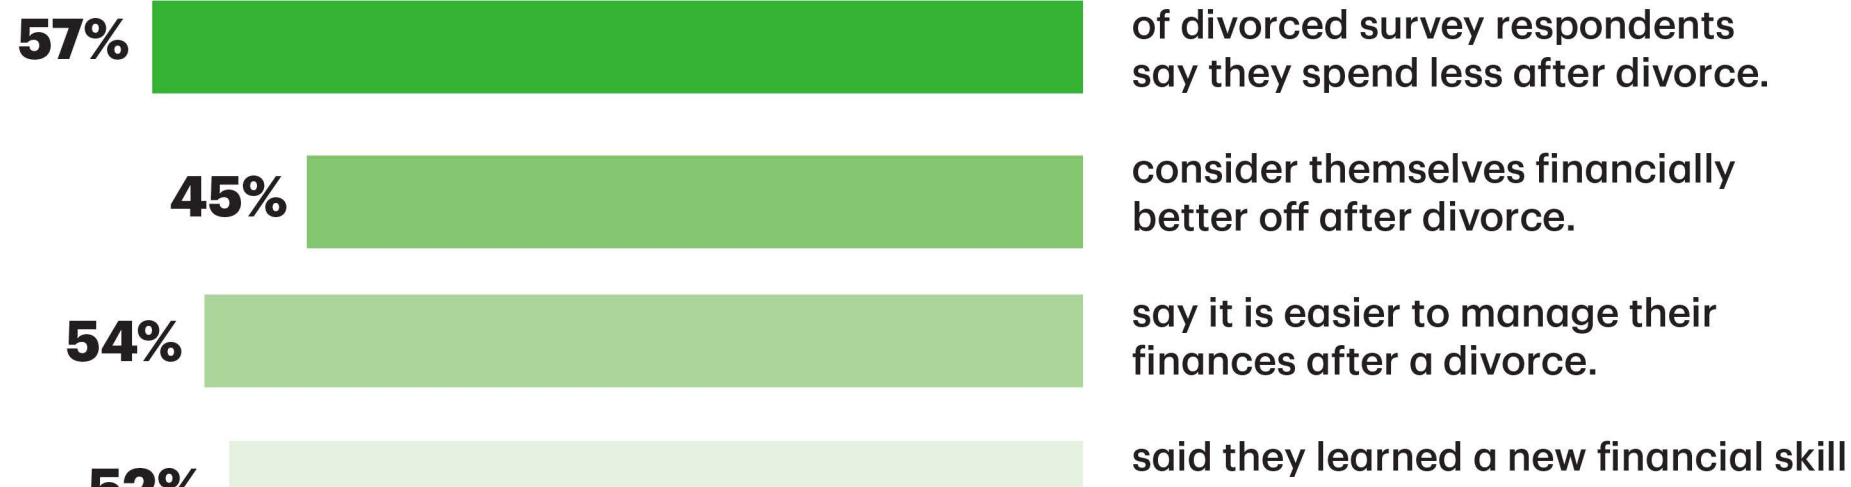 57%
of divorced survey respondents
say they spend less after divorce.
45%
consider themselves financially
better off after divorce.
54%
say it is easier to manage their
finances after a divorce.
said they learned a new financial skill